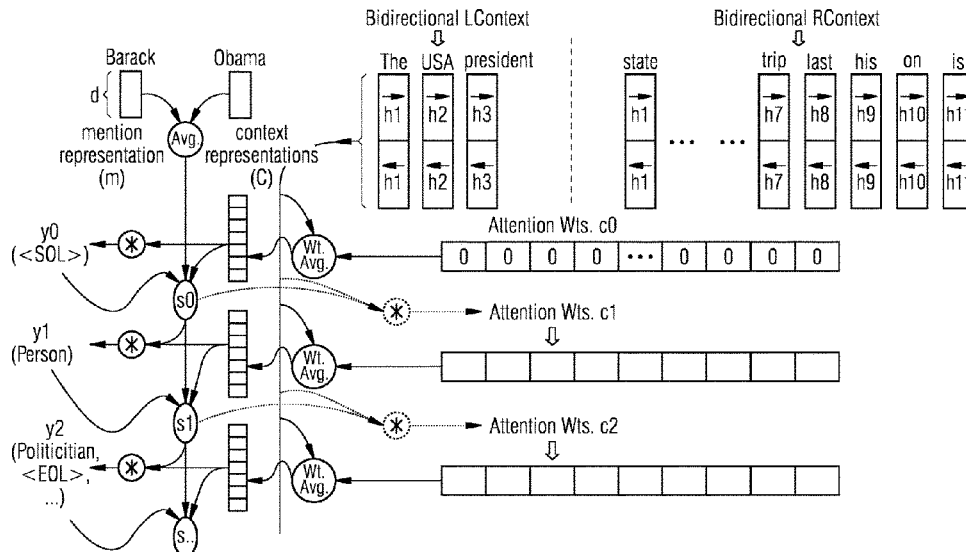 Bidirectional LContext
Bidirectional RContext
Barack
Obama
The USA president
state
trip last his on is
d
Avg.
h1 h2 h3
h1
h7 h8 h9 h10 h11
... ...
h1 h2 h3
h1
h7 h8 h9 h10 h11
mention
representation
(m)
context
representations
(C)
Attention Wts. c0
y0
(<SOL>)
Wt.
Avg.
0 0 0 0 ... 0 0 0 0
s0
Attention Wts. c1
y1
(Person)
Wt.
Avg.
s1
Attention Wts. c2
y2
(Politicitian,
<EOL>,
...)
Wt.
Avg.
s..